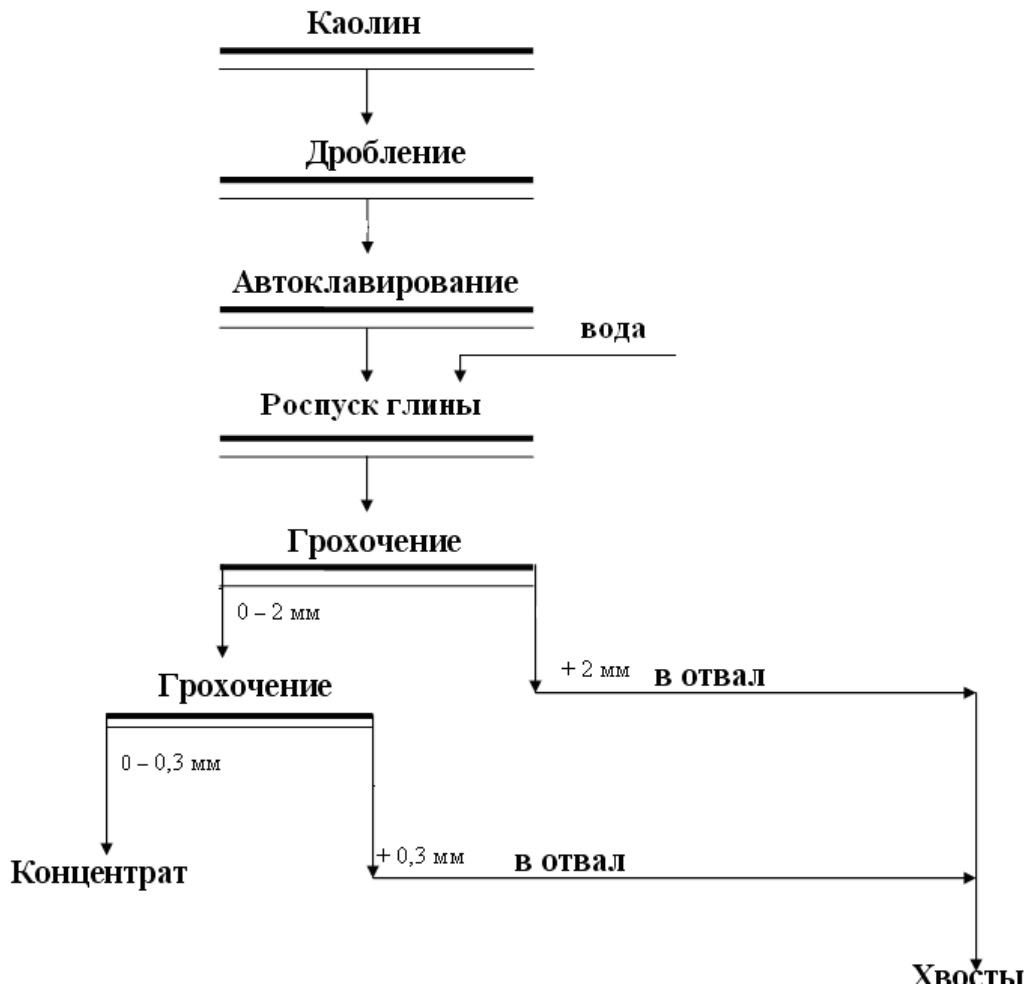 Каолин
Дробление
Автоклавирование
вода
Роспуск глины
Грохочение
0 – 2 мм
+ 2 мм
в отвал
Грохочение
0 – 0,3 мм
+ 0,3 мм
в отвал
Концентрат
Хвосты